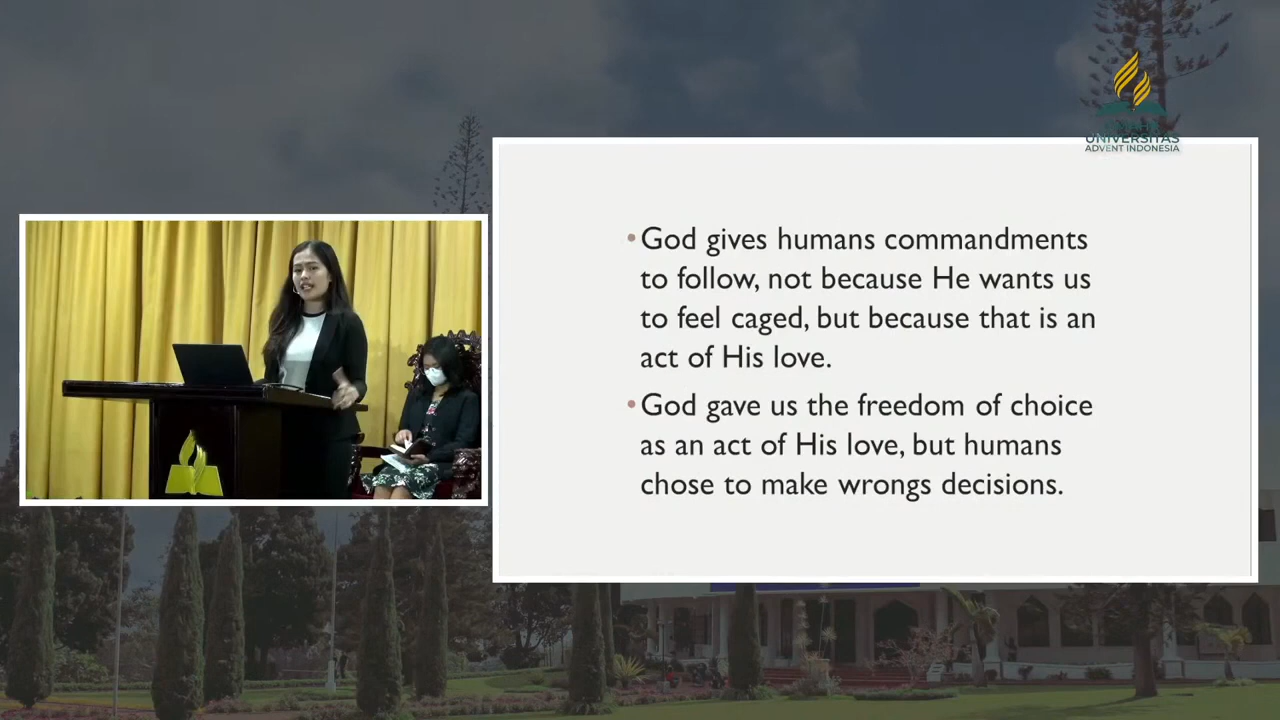 UNIVERSITAS
ADVENT INDONESIA
•God gives humans commandments
to follow, not because He wants us
to feel caged, but because that is an
act of His love.
•God gave us the freedom of choice
as an act of His love, but humans
chose to make wrongs decisions.